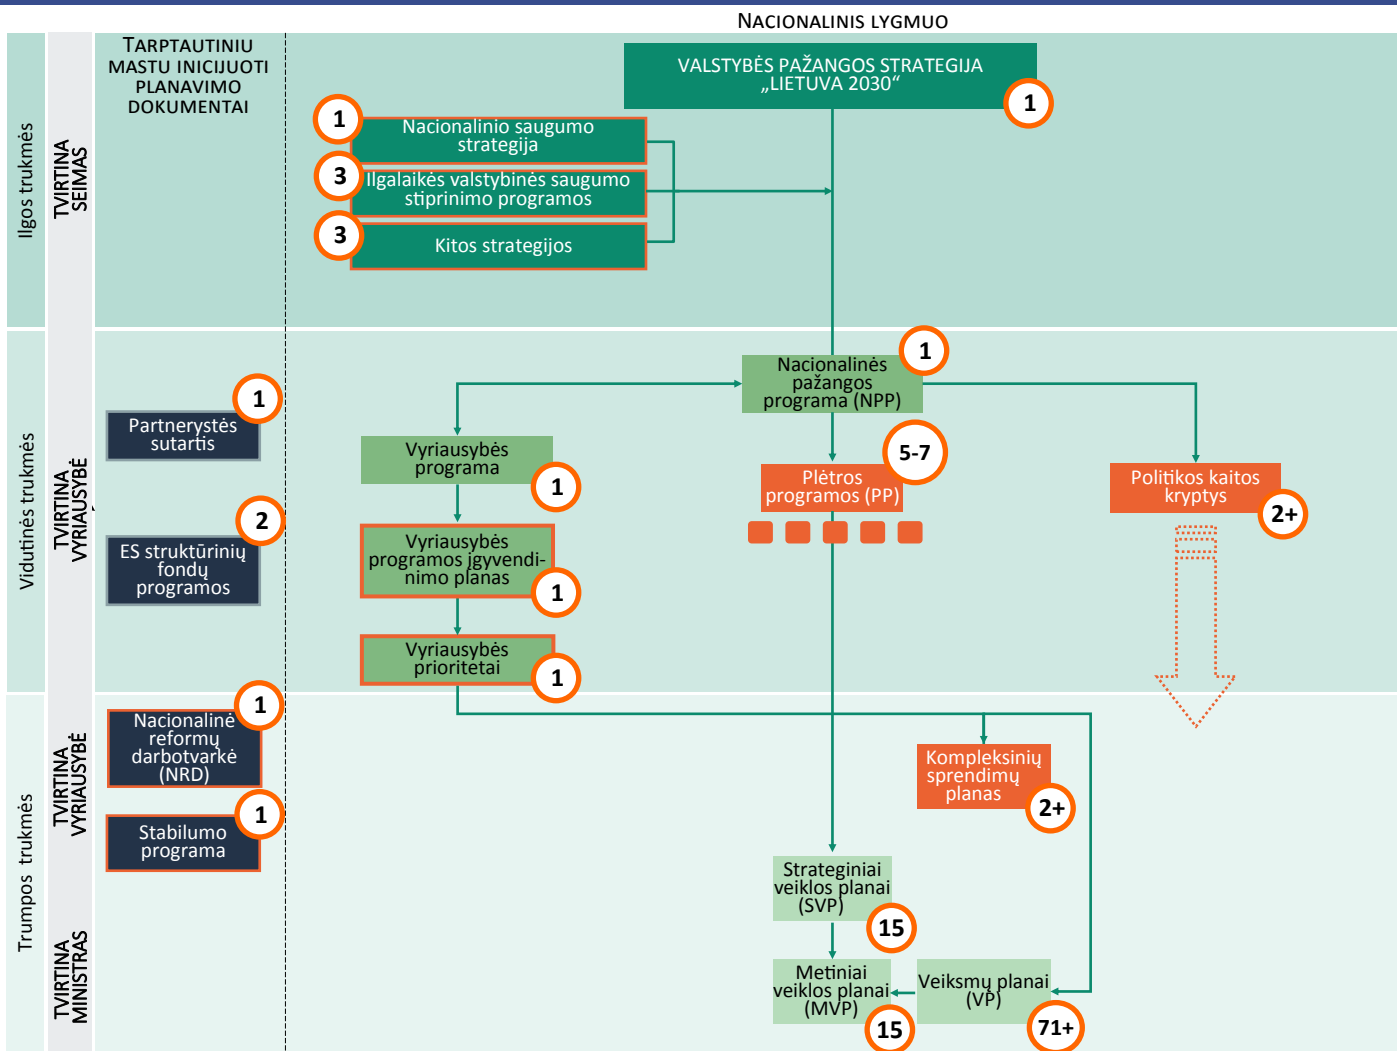 NACIONALINIS LYGMUO
TARPTAUTINIU
MASTU INICIJUOTI
PLANAVIMO
DOKUMENTAI
Ilgos trukmės
TVIRTINA
SEIMAS
VALSTYBĖS PAŽANGOS STRATEGIJA
„LIETUVA 2030“
1
1
Nacionalinio saugumo
strategija
3
Ilgalaikės valstybinės saugumo
stiprinimo programos
3
Kitos strategijos
Vidutinės trukmės
TVIRTINA
VYRIAUSYBĖ
1
Partnerystės
sutartis
2
ES struktūrinių
fondų
programos
Nacionalinės
pažangos
programa (NPP)
1
Vyriausybės
programa
1
Vyriausybės
programos įgyvendi-
nimo planas
1
Vyriausybės
prioritetai
1
5-7
Plėtros
programos (PP)
Politikos kaitos
kryptys
2+
Trumpos trukmės
TVIRTINA
VYRIAUSYBĖ
1
Nacionalinė
reformų
darbotvarkė
(NRD)
1
Stabilumo
programa
Kompleksinių
sprendimų
planas
2+
TVIRTINA
MINISTRAS
Strateginiai
veiklos planai
(SVP)
15
Metiniai
veiklos planai
(MVP)
15
Veiksmų planai
(VP)
71+